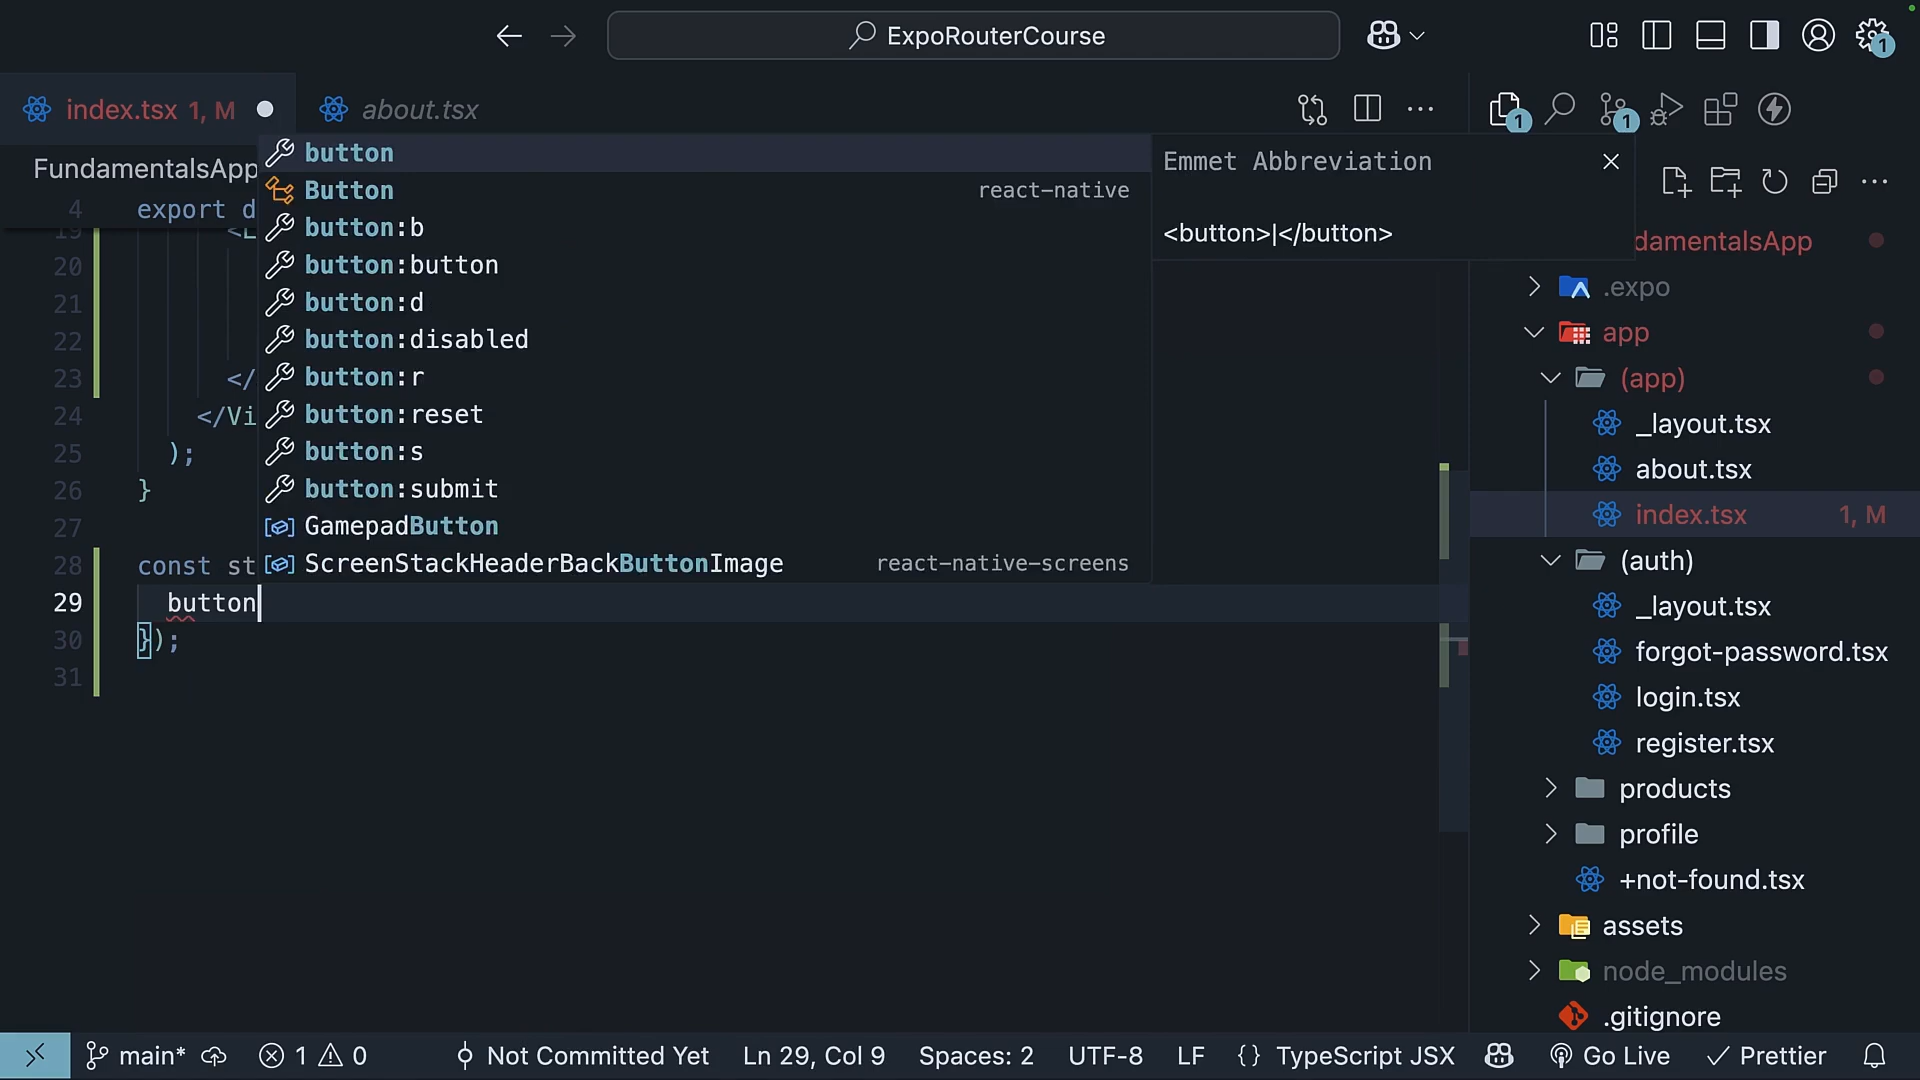 ExpoRouterCourse
1
index.tsx 1, M
about.tsx
1
1
FundamentalsApp
4 export d
19
20
21
22
23 </
24 </Vi
25 );
26 }
27
28 const st
29 button
30 });
31
button
Button react-native
button:b
button:button
button:d
button:disabled
button:r
button:reset
button:s
button:submit
GamepadButton
ScreenStackHeaderBackButtonImage react-native-screens
Emmet Abbreviation
<button>|</button>
damentalsApp
.expo
app
(app)
_layout.tsx
about.tsx
index.tsx 1, M
(auth)
_layout.tsx
forgot-password.tsx
login.tsx
register.tsx
products
profile
+not-found.tsx
assets
node_modules
.gitignore
main* 1 0 Not Committed Yet Ln 29, Col 9 Spaces: 2 UTF-8 LF {} TypeScript JSX Go Live Prettier